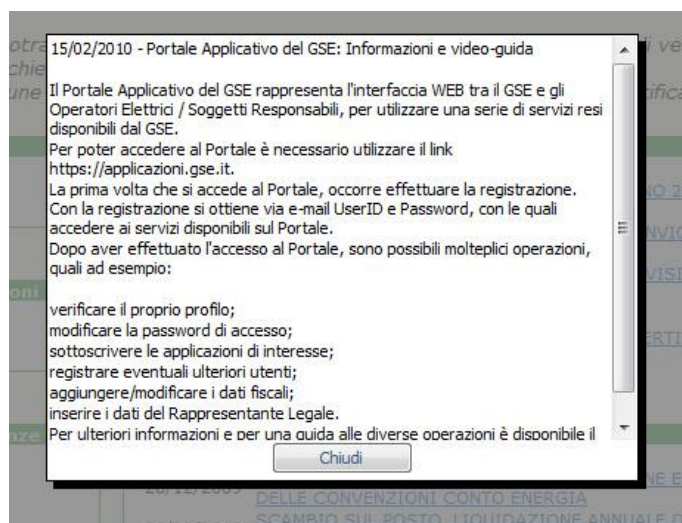 15/02/2010 - Portale Applicativo del GSE: Informazioni e video-guida
Il Portale Applicativo del GSE rappresenta l'interfaccia WEB tra il GSE e gli
Operatori Elettrici / Soggetti Responsabili, per utilizzare una serie di servizi resi
disponibili dal GSE.
Per poter accedere al Portale è necessario utilizzare il link
https://applicazioni.gse.it.
La prima volta che si accede al Portale, occorre effettuare la registrazione.
Con la registrazione si ottiene via e-mail UserID e Password, con le quali
accedere ai servizi disponibili sul Portale.
Dopo aver effettuato l'accesso al Portale, sono possibili molteplici operazioni,
quali ad esempio:
verificare il proprio profilo;
modificare la password di accesso;
sottoscrivere le applicazioni di interesse;
registrare eventuali ulteriori utenti;
aggiungere/modificare i dati fiscali;
inserire i dati del Rappresentante Legale.
Per ulteriori informazioni e per una guida alle diverse operazioni è disponibile il
Chiudi
DELLE CONVENZIONI CONTO ENERGIA
SCAMBIO SUL POSTO, LIQUIDAZIONE ANNUALE